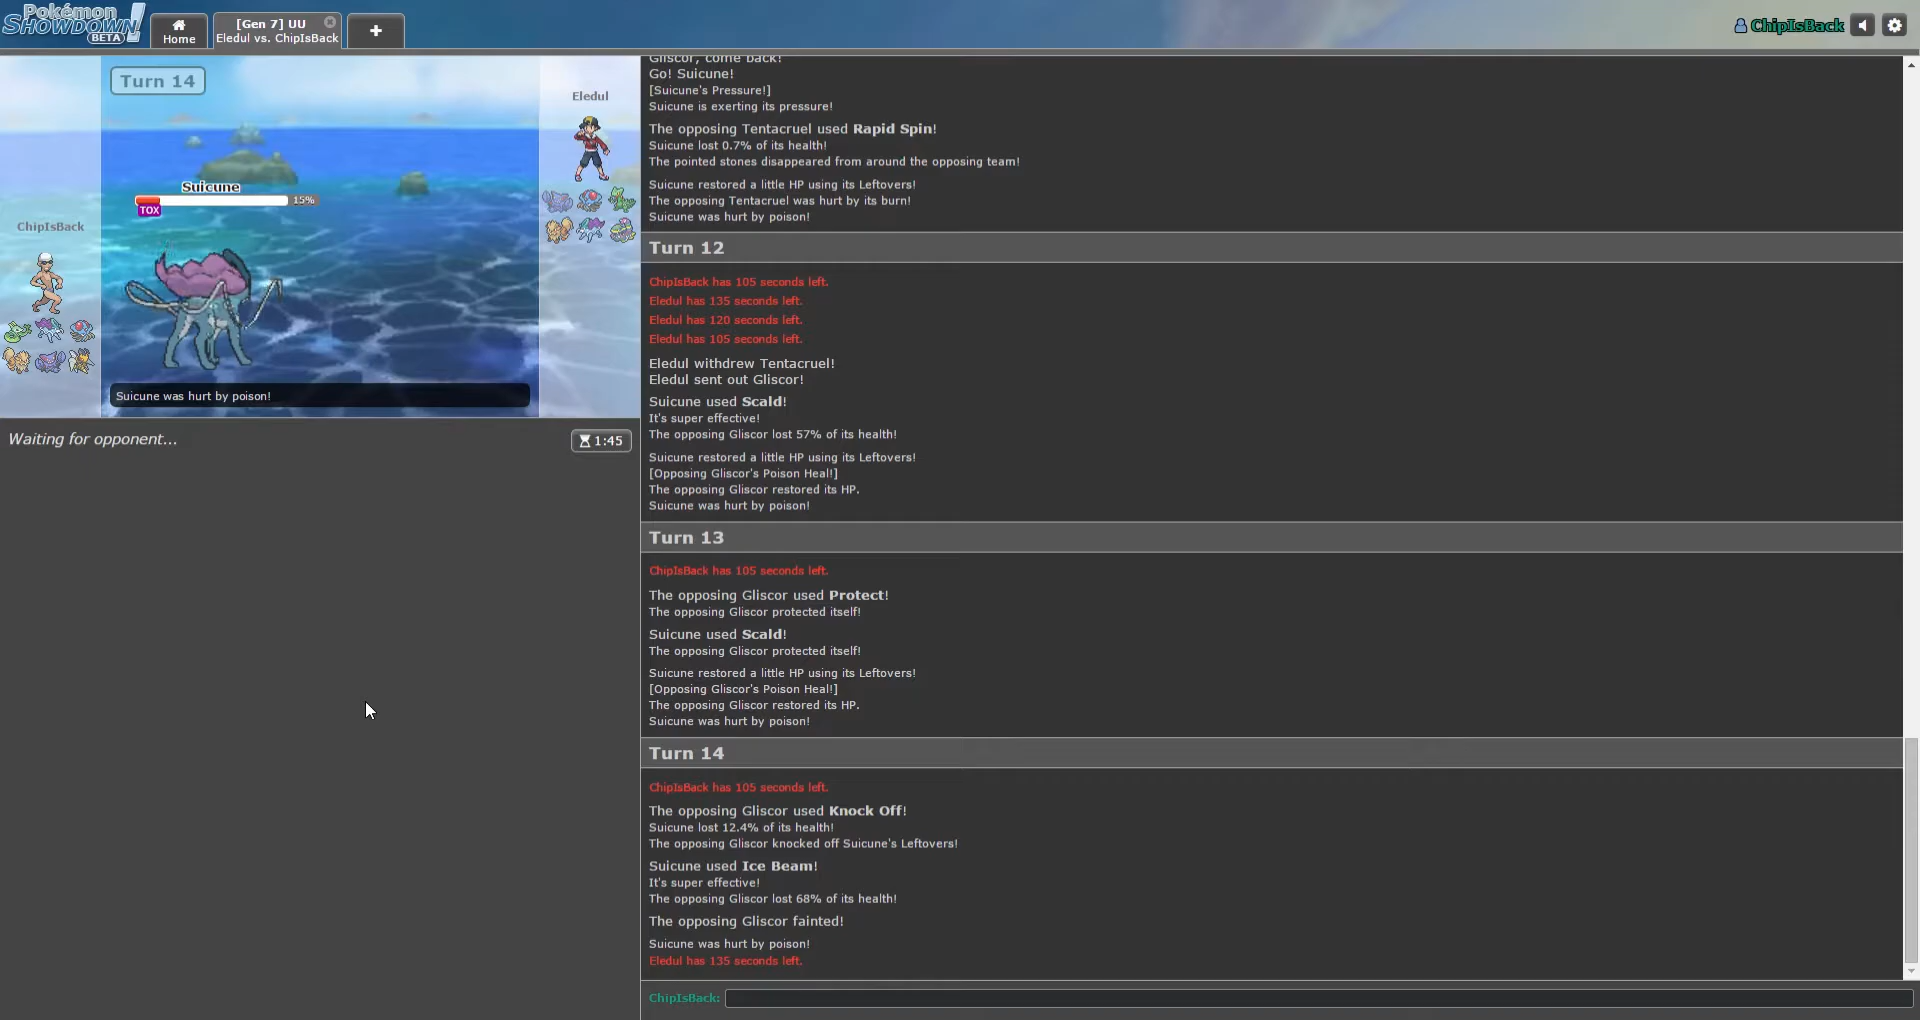 Pokémon
SHOWDOWN!
BETA
Home
[Gen 7] UU
Eledul vs. ChipIsBack
+
ChipIsBack
Turn 14
Eledul
Suicune
15%
TOX
ChipIsBack
Suicune was hurt by poison!
Waiting for opponent...
1:45
Gliscor, come back!
Go! Suicune!
[Suicune's Pressure!]
Suicune is exerting its pressure!
The opposing Tentacruel used Rapid Spin!
Suicune lost 0.7% of its health!
The pointed stones disappeared from around the opposing team!
Suicune restored a little HP using its Leftovers!
The opposing Tentacruel was hurt by its burn!
Suicune was hurt by poison!
Turn 12
ChipIsBack has 105 seconds left.
Eledul has 135 seconds left.
Eledul has 120 seconds left.
Eledul has 105 seconds left.
Eledul withdrew Tentacruel!
Eledul sent out Gliscor!
Suicune used Scald!
It's super effective!
The opposing Gliscor lost 57% of its health!
Suicune restored a little HP using its Leftovers!
[Opposing Gliscor's Poison Heal!]
The opposing Gliscor restored its HP.
Suicune was hurt by poison!
Turn 13
ChipIsBack has 105 seconds left.
The opposing Gliscor used Protect!
The opposing Gliscor protected itself!
Suicune used Scald!
The opposing Gliscor protected itself!
Suicune restored a little HP using its Leftovers!
[Opposing Gliscor's Poison Heal!]
The opposing Gliscor restored its HP.
Suicune was hurt by poison!
Turn 14
ChipIsBack has 105 seconds left.
The opposing Gliscor used Knock Off!
Suicune lost 12.4% of its health!
The opposing Gliscor knocked off Suicune's Leftovers!
Suicune used Ice Beam!
It's super effective!
The opposing Gliscor lost 68% of its health!
The opposing Gliscor fainted!
Suicune was hurt by poison!
Eledul has 135 seconds left.
ChipIsBack: